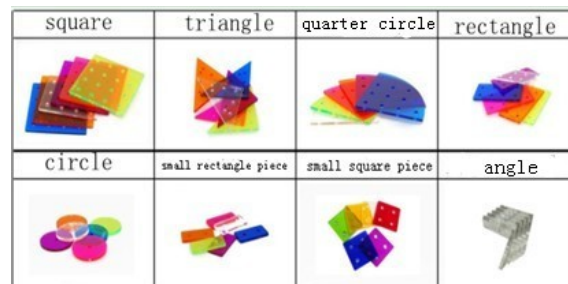 square
triangle
quarter circle
rectangle
circle
small rectangle piece
small square piece
angle